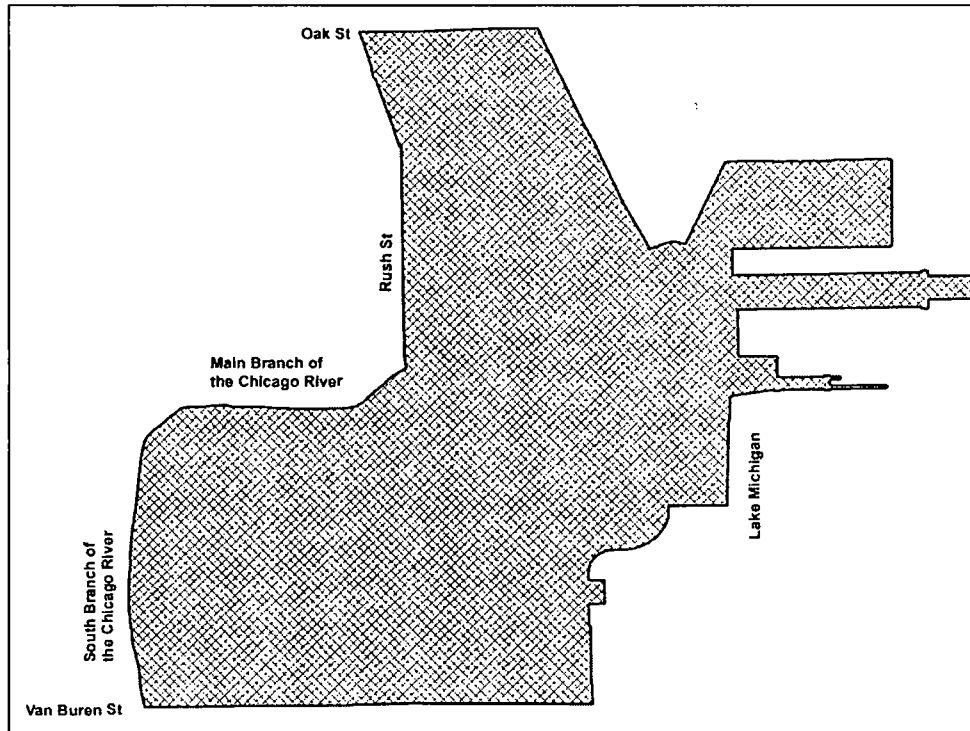 Oak St
Rush St
Main Branch of
the Chicago River
Lake Michigan
South Branch of
the Chicago River
Van Buren St